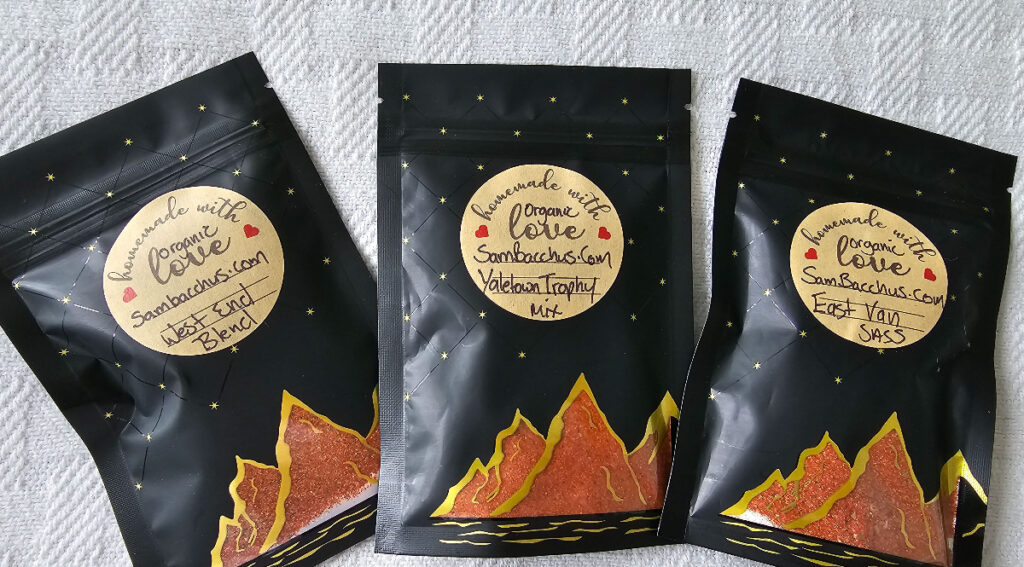 homemade with
organic
love
Sambacchus.com
West End
Blend
homemade with
Organic
love
Sambacchus.Com
Yaletown Trophy
Mix
homemade with
organic
love
SamBacchus.com
East Van
SASS